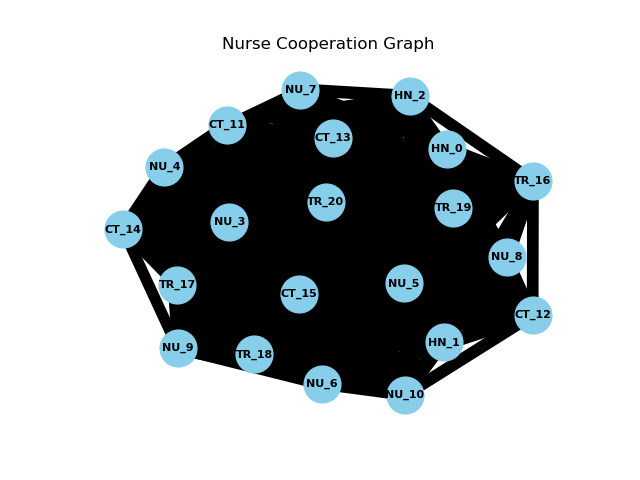 Nurse Cooperation Graph
NU_7
HN_2
CT_11
CT_13
HN_0
NU_4
TR_16
TR_20
TR_19
NU_3
CT_14
NU_8
TR_17
NU_5
CT_15
CT_12
HN_1
NU_9
TR_18
NU_6
NU_10